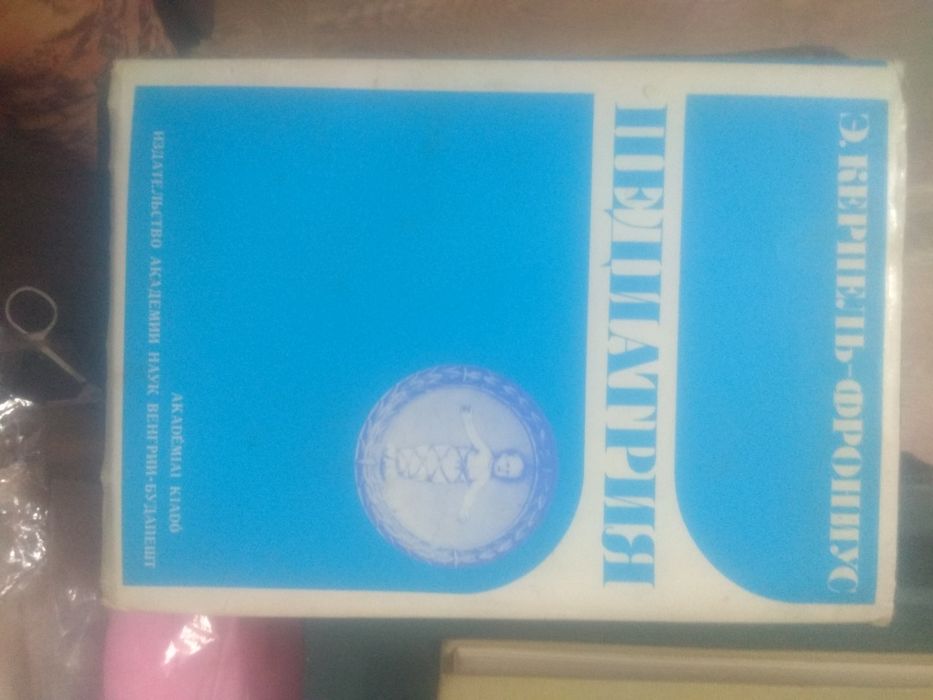 Э. КЕРПЕЛЬ-ФРОНИУС
ПЕДИАТРИЯ
AKADÉMIAI KIADÓ
ИЗДАТЕЛЬСТВО АКАДЕМИИ НАУК ВЕНГРИИ·БУДАПЕШТ